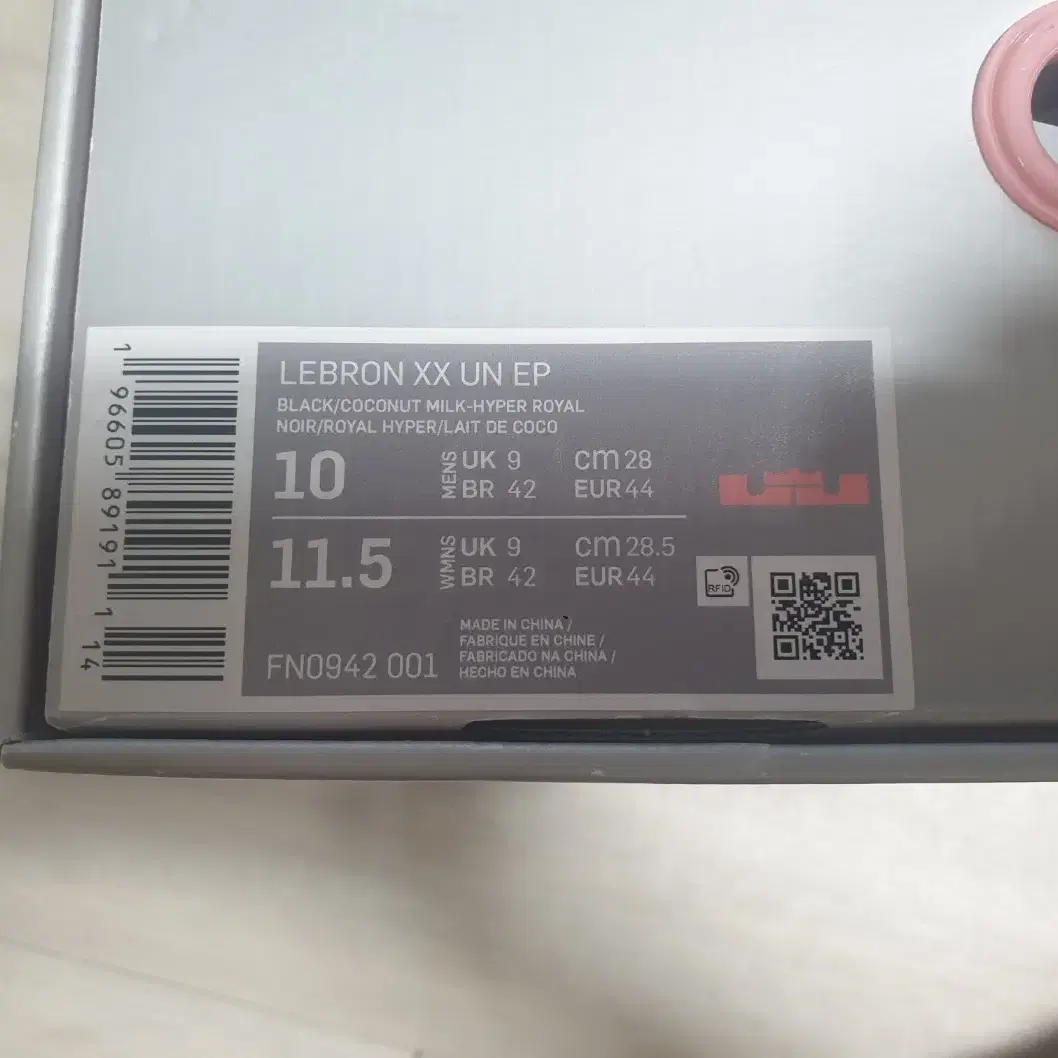 1 96605 89191 1 14
LEBRON XX UN EP
BLACK/COCONUT MILK-HYPER ROYAL
NOIR/ROYAL HYPER/LAIT DE COCO
10 MENS UK 9 cm 28
BR 42 EUR 44
11.5 WMNS UK 9 cm 28.5
BR 42 EUR 44
RFID
MADE IN CHINA /
FABRIQUE EN CHINE /
FABRICADO NA CHINA /
HECHO EN CHINA
FN0942 001